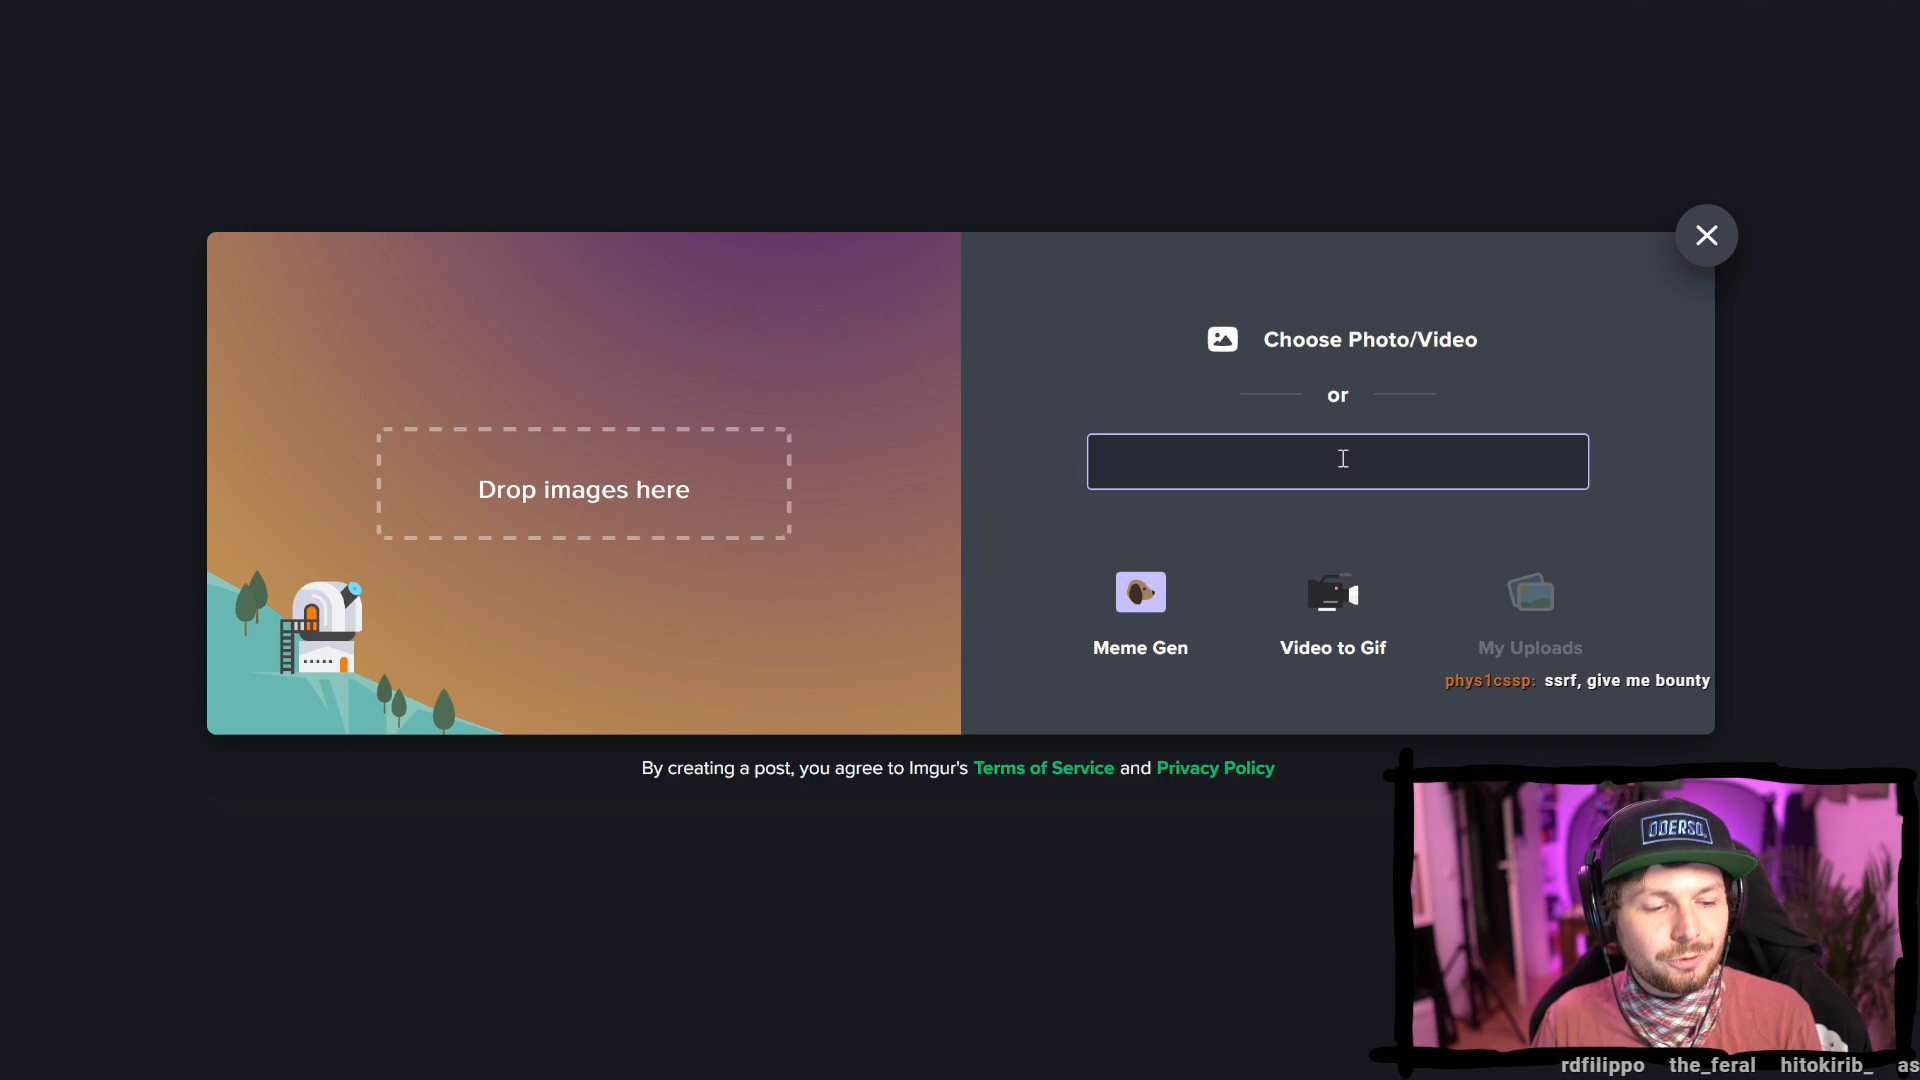 Choose Photo/Video
or
Drop images here
Meme Gen
Video to Gif
My Uploads
phys1cssp: ssrf, give me bounty
By creating a post, you agree to Imgur's Terms of Service and Privacy Policy
rdfilippo the_feral hitokirib_ as